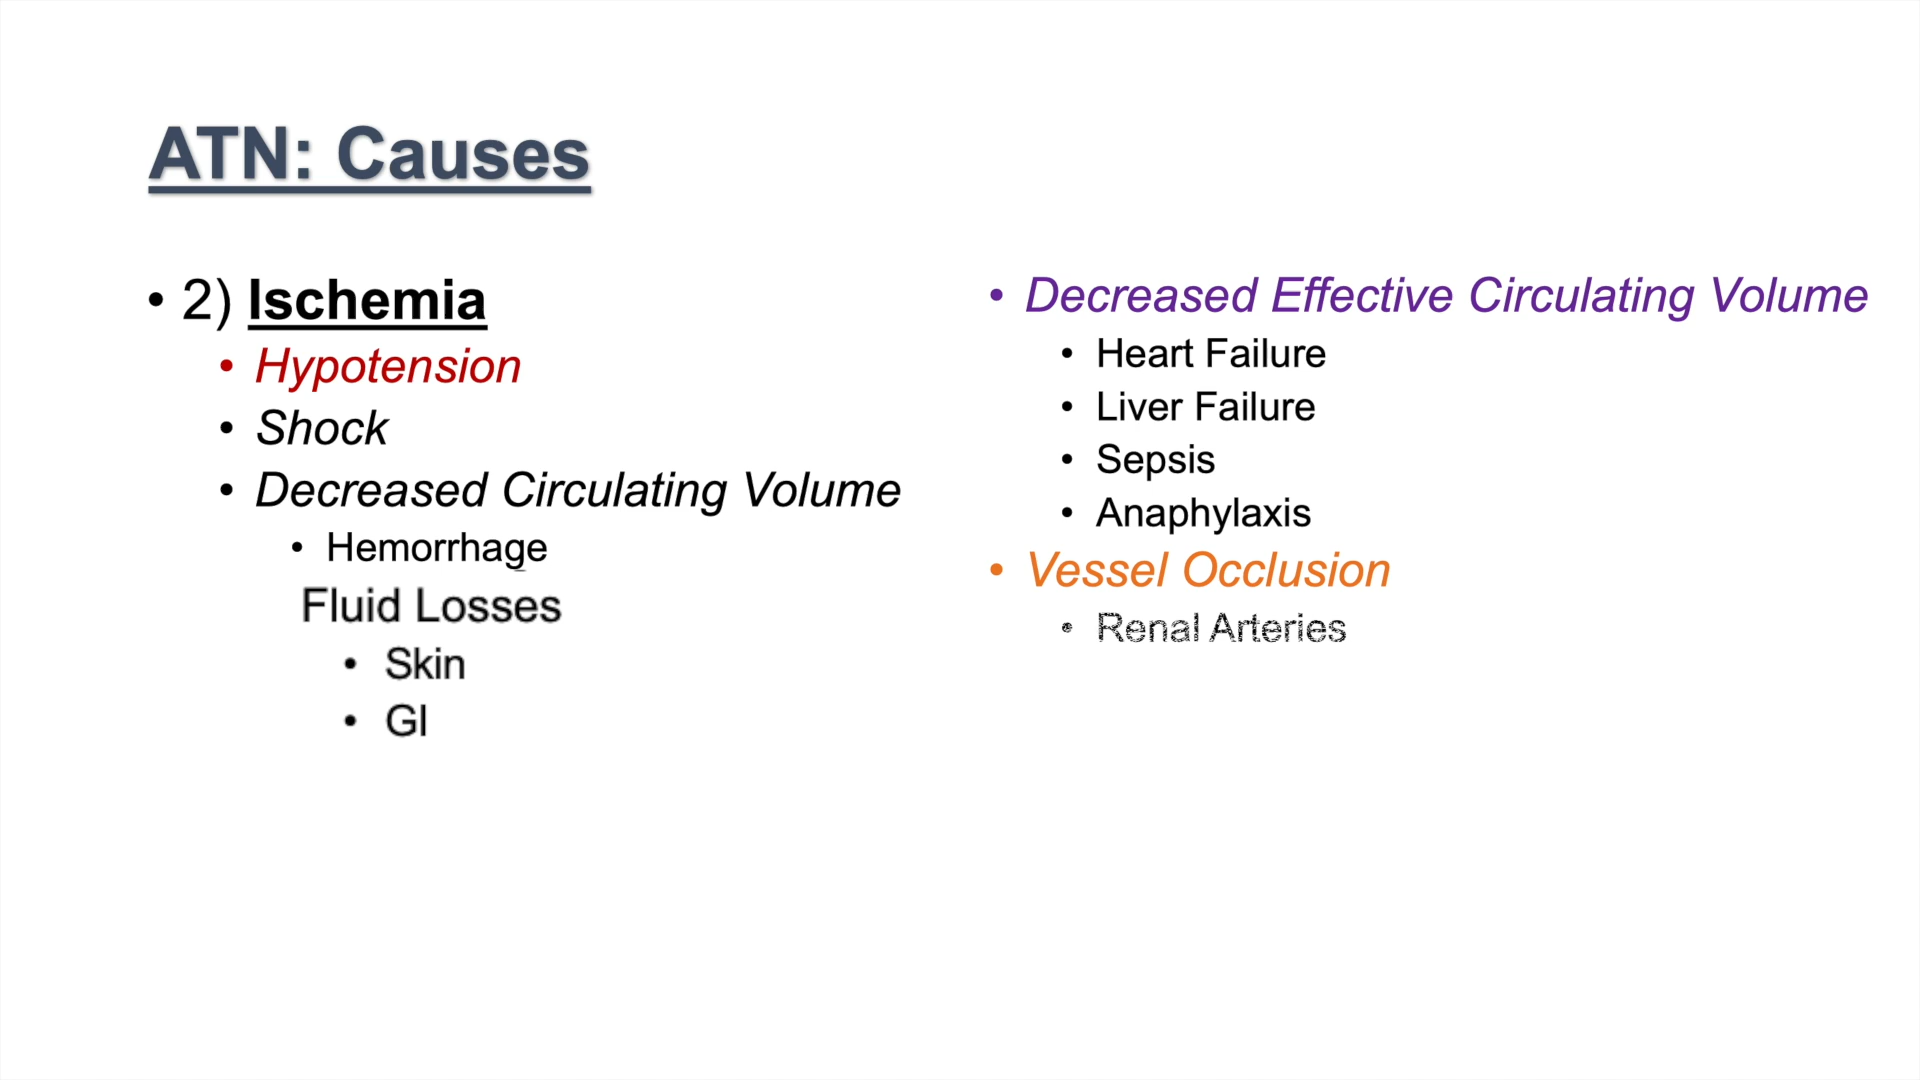 ATN: Causes
• 2) Ischemia
• Hypotension
• Shock
• Decreased Circulating Volume
• Hemorrhage
Fluid Losses
• Skin
• GI
• Decreased Effective Circulating Volume
• Heart Failure
• Liver Failure
• Sepsis
• Anaphylaxis
• Vessel Occlusion
• Renal Arteries